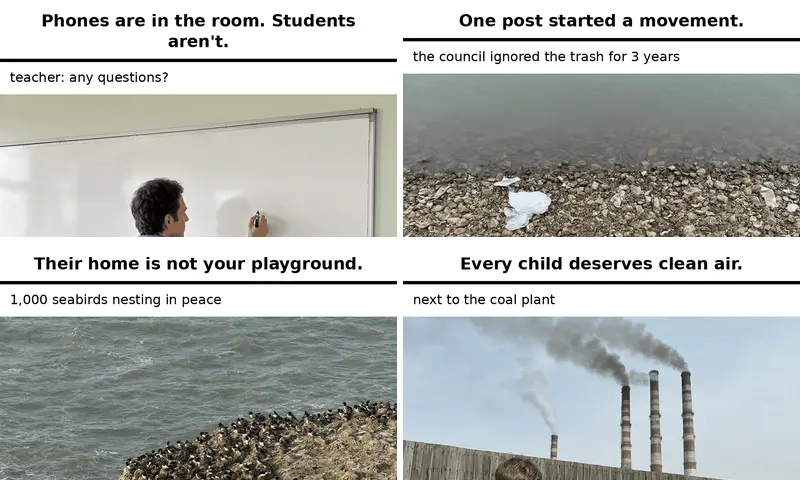 Phones are in the room. Students
aren't.
teacher: any questions?
One post started a movement.
the council ignored the trash for 3 years
Their home is not your playground.
1,000 seabirds nesting in peace
Every child deserves clean air.
next to the coal plant